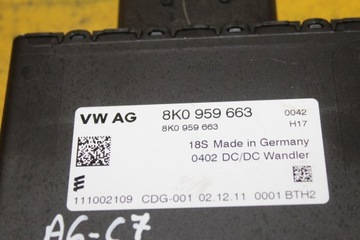 VW AG 8K0 959 663 0042
8K0 959 663 H17
18S Made in Germany
0402 DC/DC Wandler
111002109 CDG-001 02.12.11 0001 BTH2
A6-C7